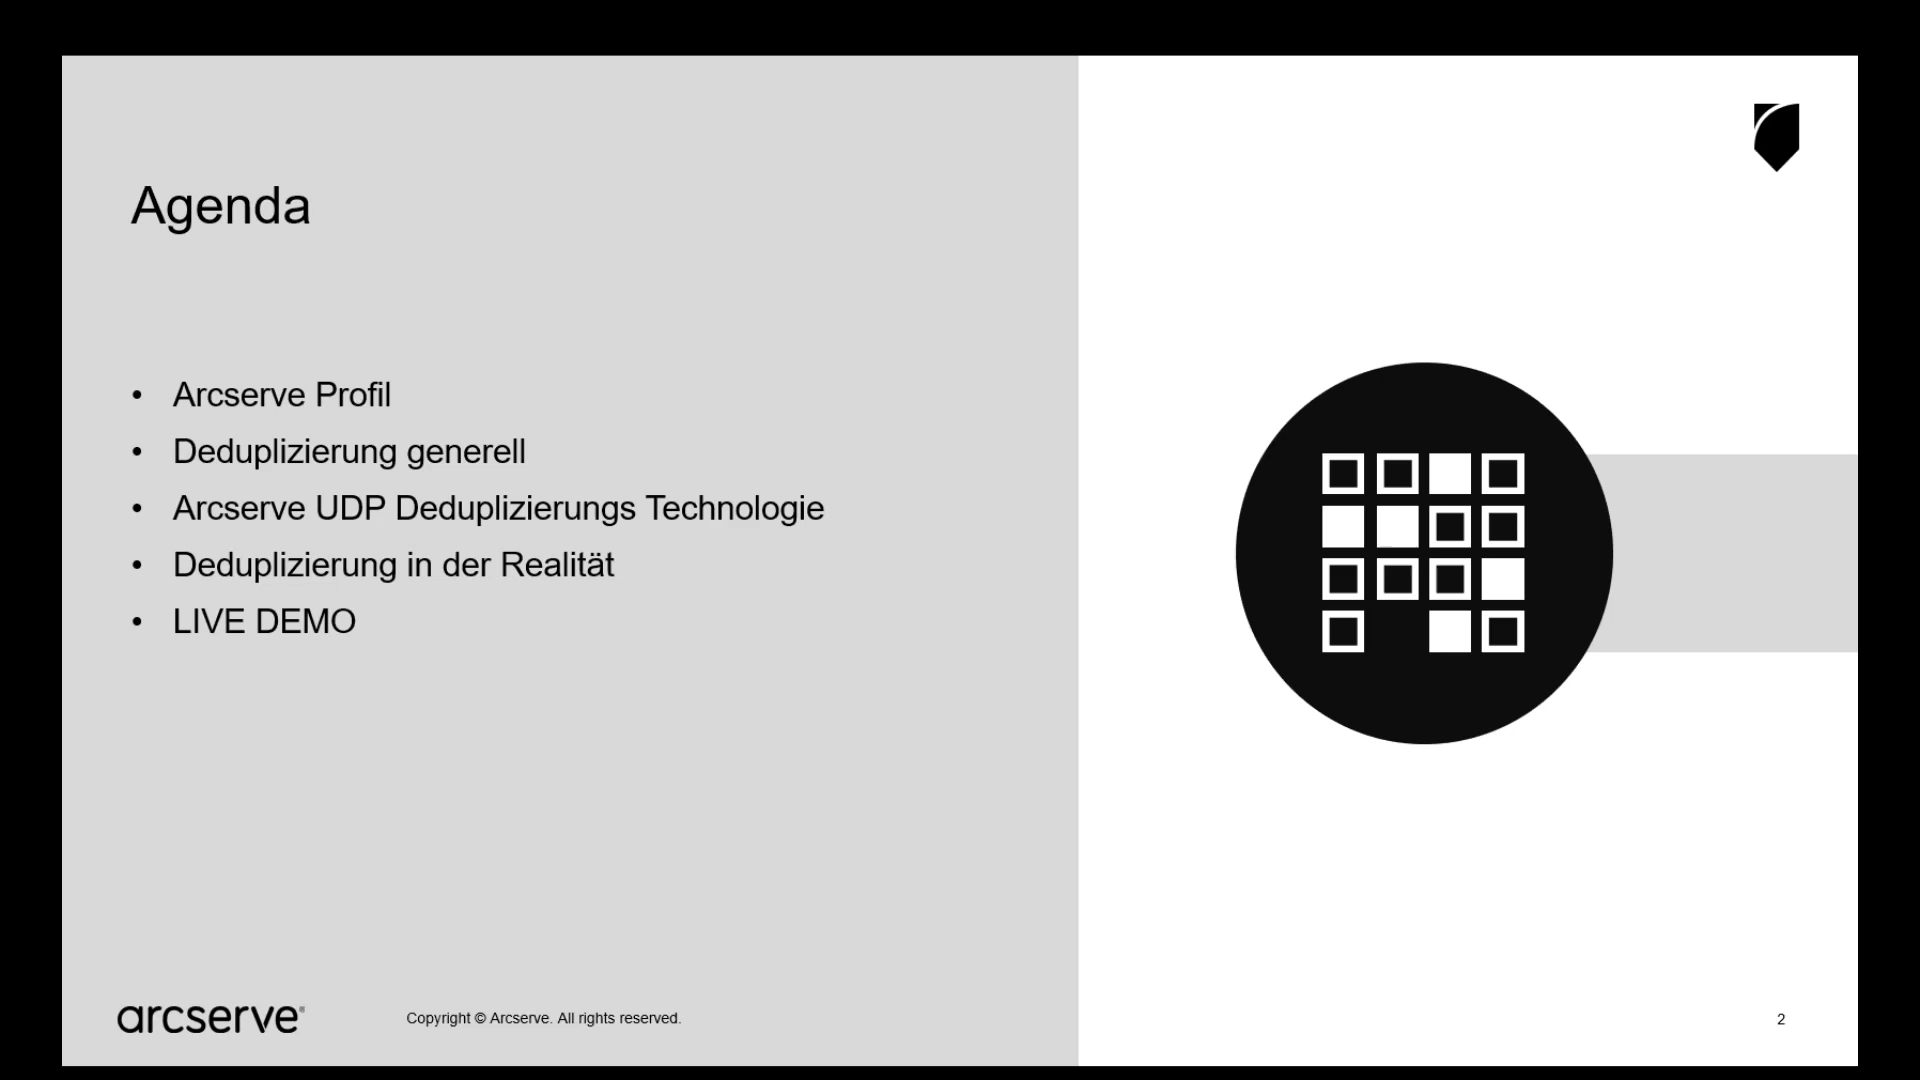 Agenda
• Arcserve Profil
• Deduplizierung generell
• Arcserve UDP Deduplizierungs Technologie
• Deduplizierung in der Realität
• LIVE DEMO
arcserve®
Copyright © Arcserve. All rights reserved.
2